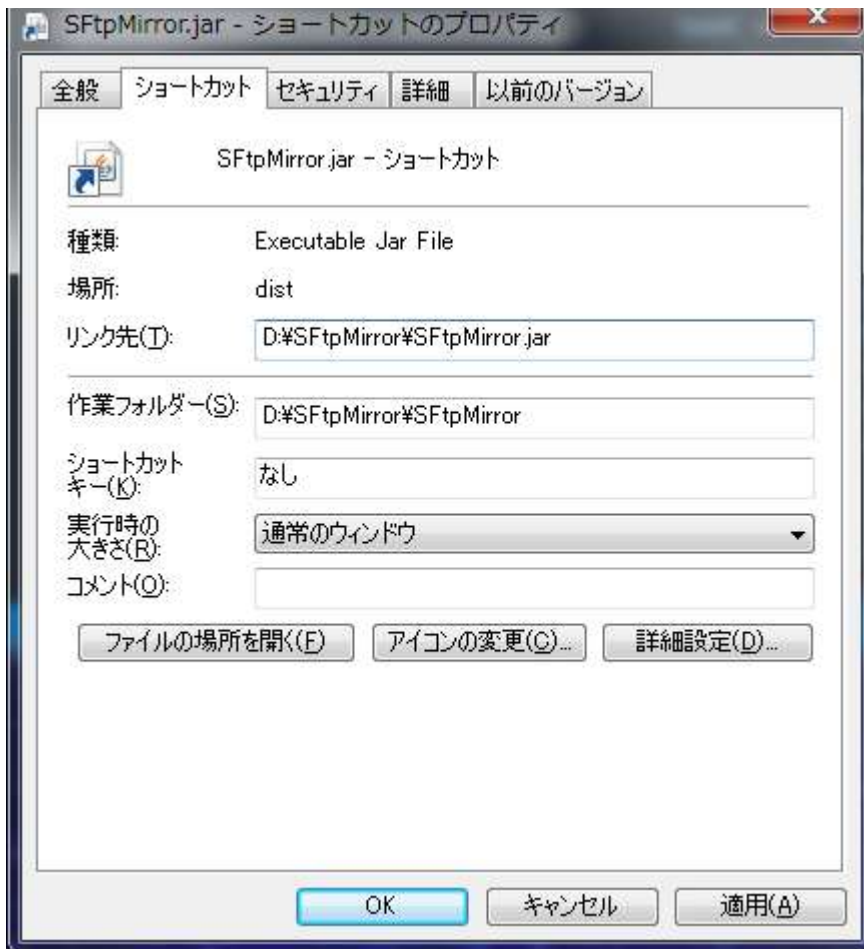 SFtpMirror.jar - ショートカットのプロパティ
全般 ショートカット セキュリティ 詳細 以前のバージョン
SFtpMirror.jar - ショートカット
種類: Executable Jar File
場所: dist
リンク先(T): D:¥SFtpMirror¥SFtpMirror.jar
作業フォルダー(S): D:¥SFtpMirror¥SFtpMirror
ショートカット
キー(K): なし
実行時の
大きさ(R): 通常のウィンドウ
コメント(O):
ファイルの場所を開く(F) アイコンの変更(C)... 詳細設定(D)...
OK キャンセル 適用(A)